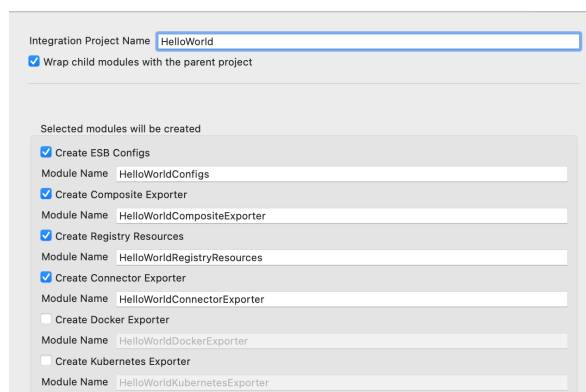 Integration Project Name HelloWorld
Wrap child modules with the parent project
Selected modules will be created
Create ESB Configs
Module Name HelloWorldConfigs
Create Composite Exporter
Module Name HelloWorldCompositeExporter
Create Registry Resources
Module Name HelloWorldRegistryResources
Create Connector Exporter
Module Name HelloWorldConnectorExporter
Create Docker Exporter
Module Name HelloWorldDockerExporter
Create Kubernetes Exporter
Module Name HelloWorldKubernetesExporter